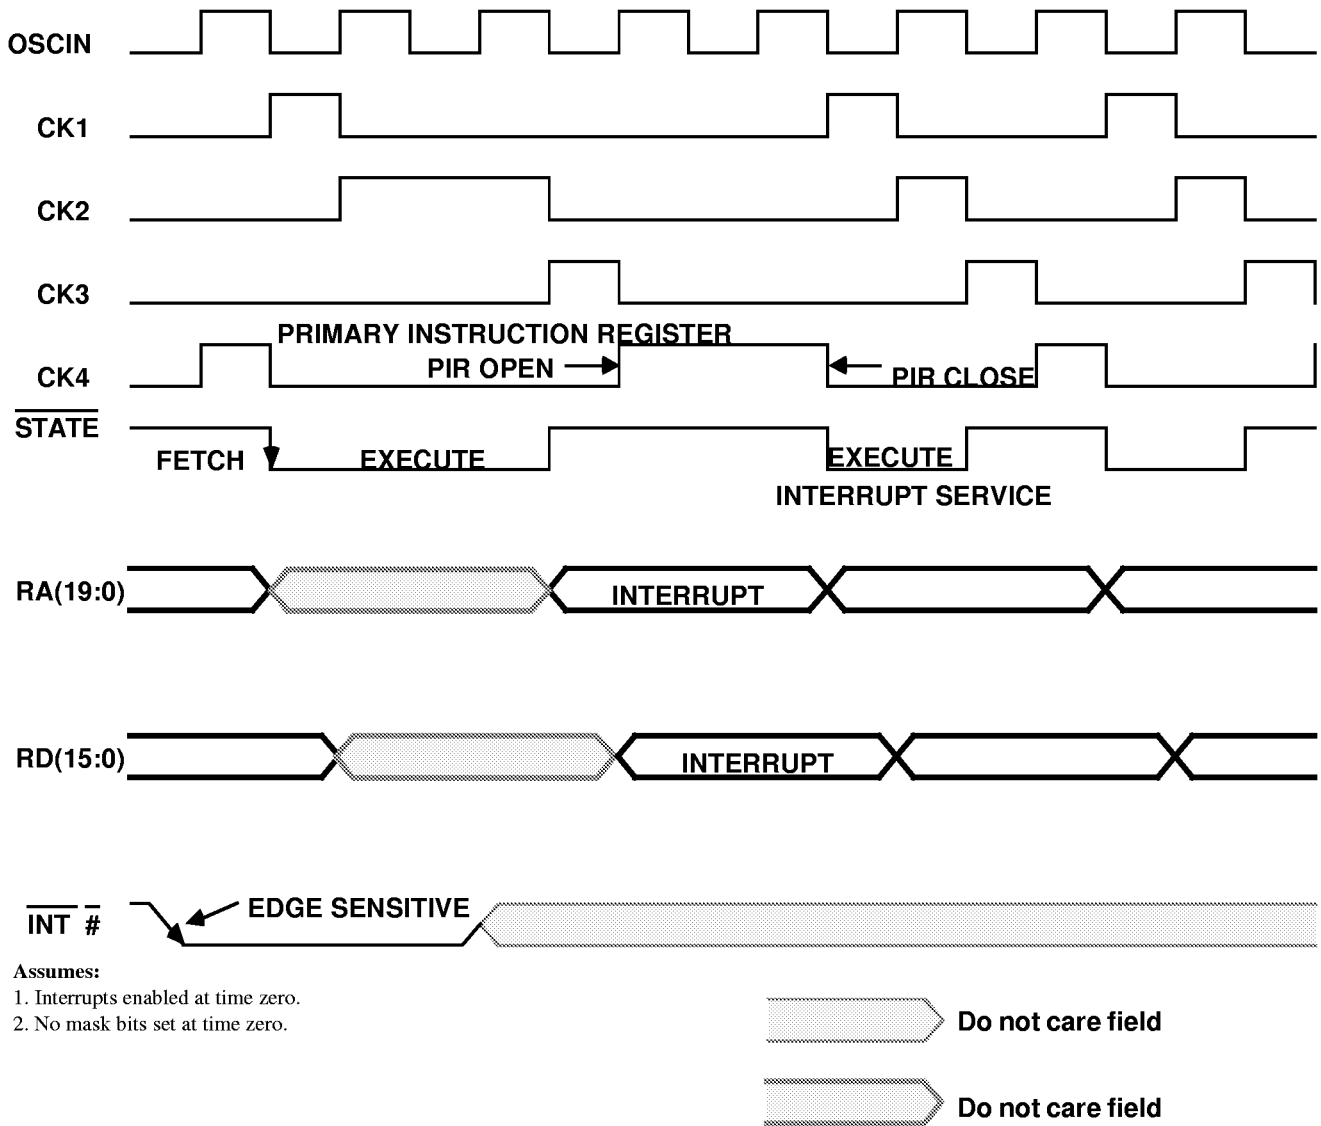 OSCIN
CK1
CK2
CK3
PRIMARY INSTRUCTION REGISTER
PIR OPEN
CK4
PIR CLOSE
STATE
FETCH
EXECUTE
EXECUTE
INTERRUPT SERVICE
RA(19:0)
INTERRUPT
RD(15:0)
INTERRUPT
INT #
EDGE SENSITIVE
Assumes:
1. Interrupts enabled at time zero.
2. No mask bits set at time zero.
Do not care field
Do not care field